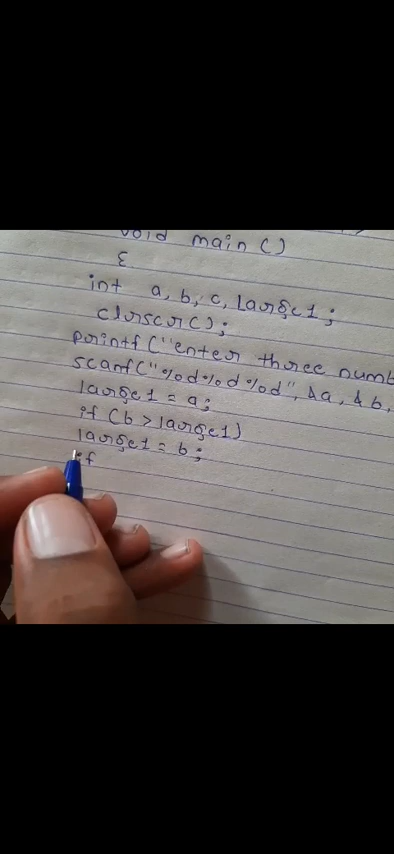 void main ()
{
int a, b, c, large1;
clrscr();
printf ("enter three numb
scanf("%d%d%d", &a, &b,
large1 = a;
if (b > large1)
large1 = b;
if